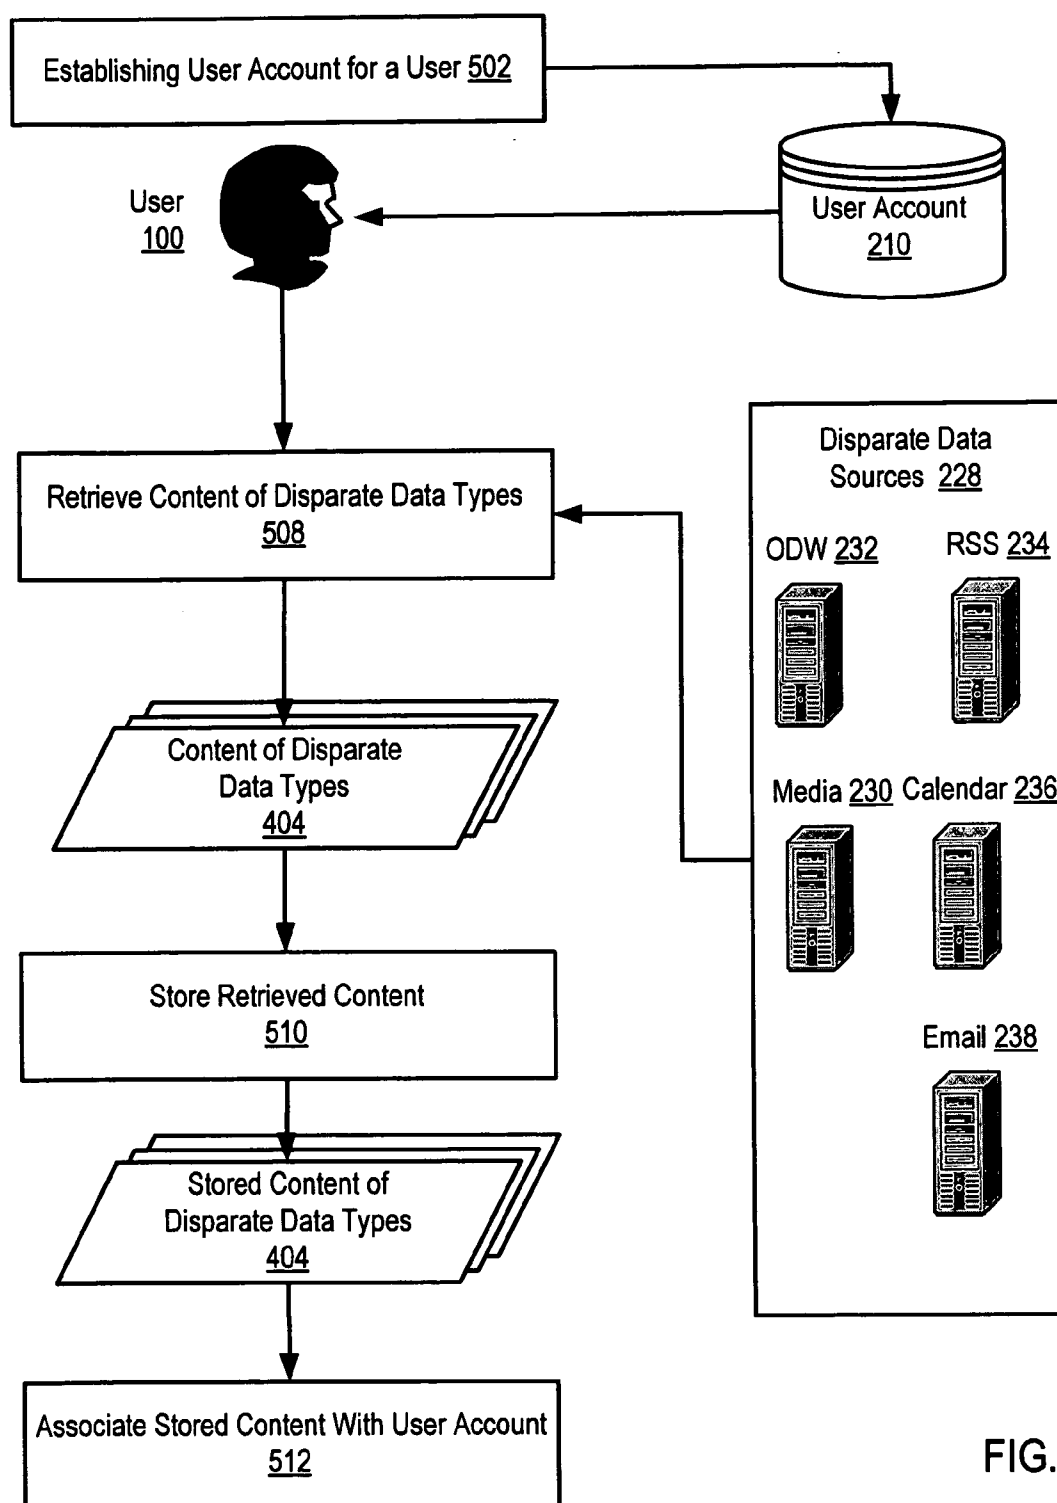 Establishing User Account for a User 502
User
100
User Account
210
Retrieve Content of Disparate Data Types
508
Disparate Data
Sources 228
ODW 232
RSS 234
Content of Disparate
Data Types
404
Media 230
Calendar 236
Store Retrieved Content
510
Email 238
Stored Content of
Disparate Data Types
404
Associate Stored Content With User Account
512
FIG.